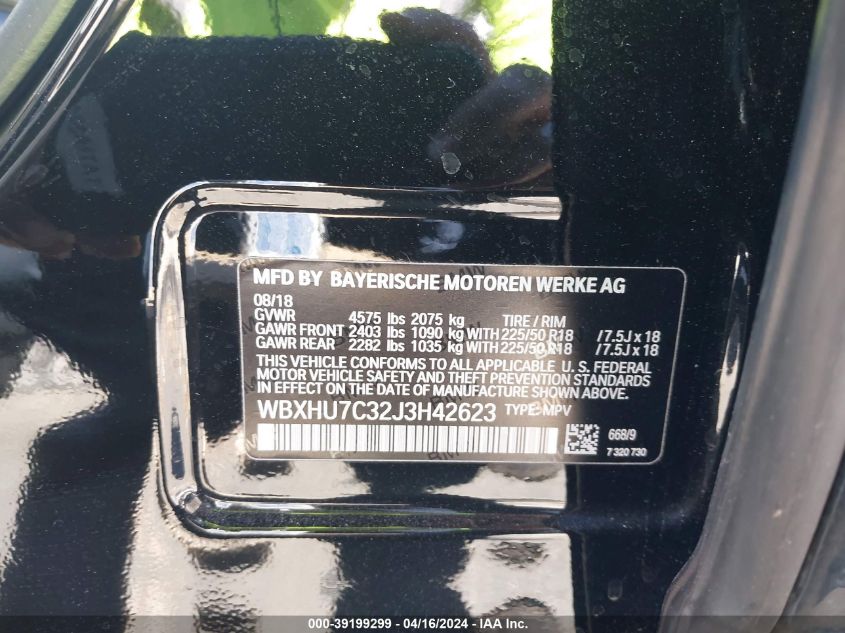 MFD BY BAYERISCHE MOTOREN WERKE AG
08/18
GVWR 4575 lbs 2075 kg TIRE / RIM
GAWR FRONT 2403 lbs 1090 kg WITH 225/50 R18 / 7.5J x 18
GAWR REAR 2282 lbs 1035 kg WITH 225/50 R18 / 7.5J x 18
THIS VEHICLE CONFORMS TO ALL APPLICABLE U. S. FEDERAL
MOTOR VEHICLE SAFETY AND THEFT PREVENTION STANDARDS
IN EFFECT ON THE DATE OF MANUFACTURE SHOWN ABOVE.
WBXHU7C32J3H42623 TYPE: MPV
668/9
7 320 730
000-39199299 - 04/16/2024 - IAA Inc.